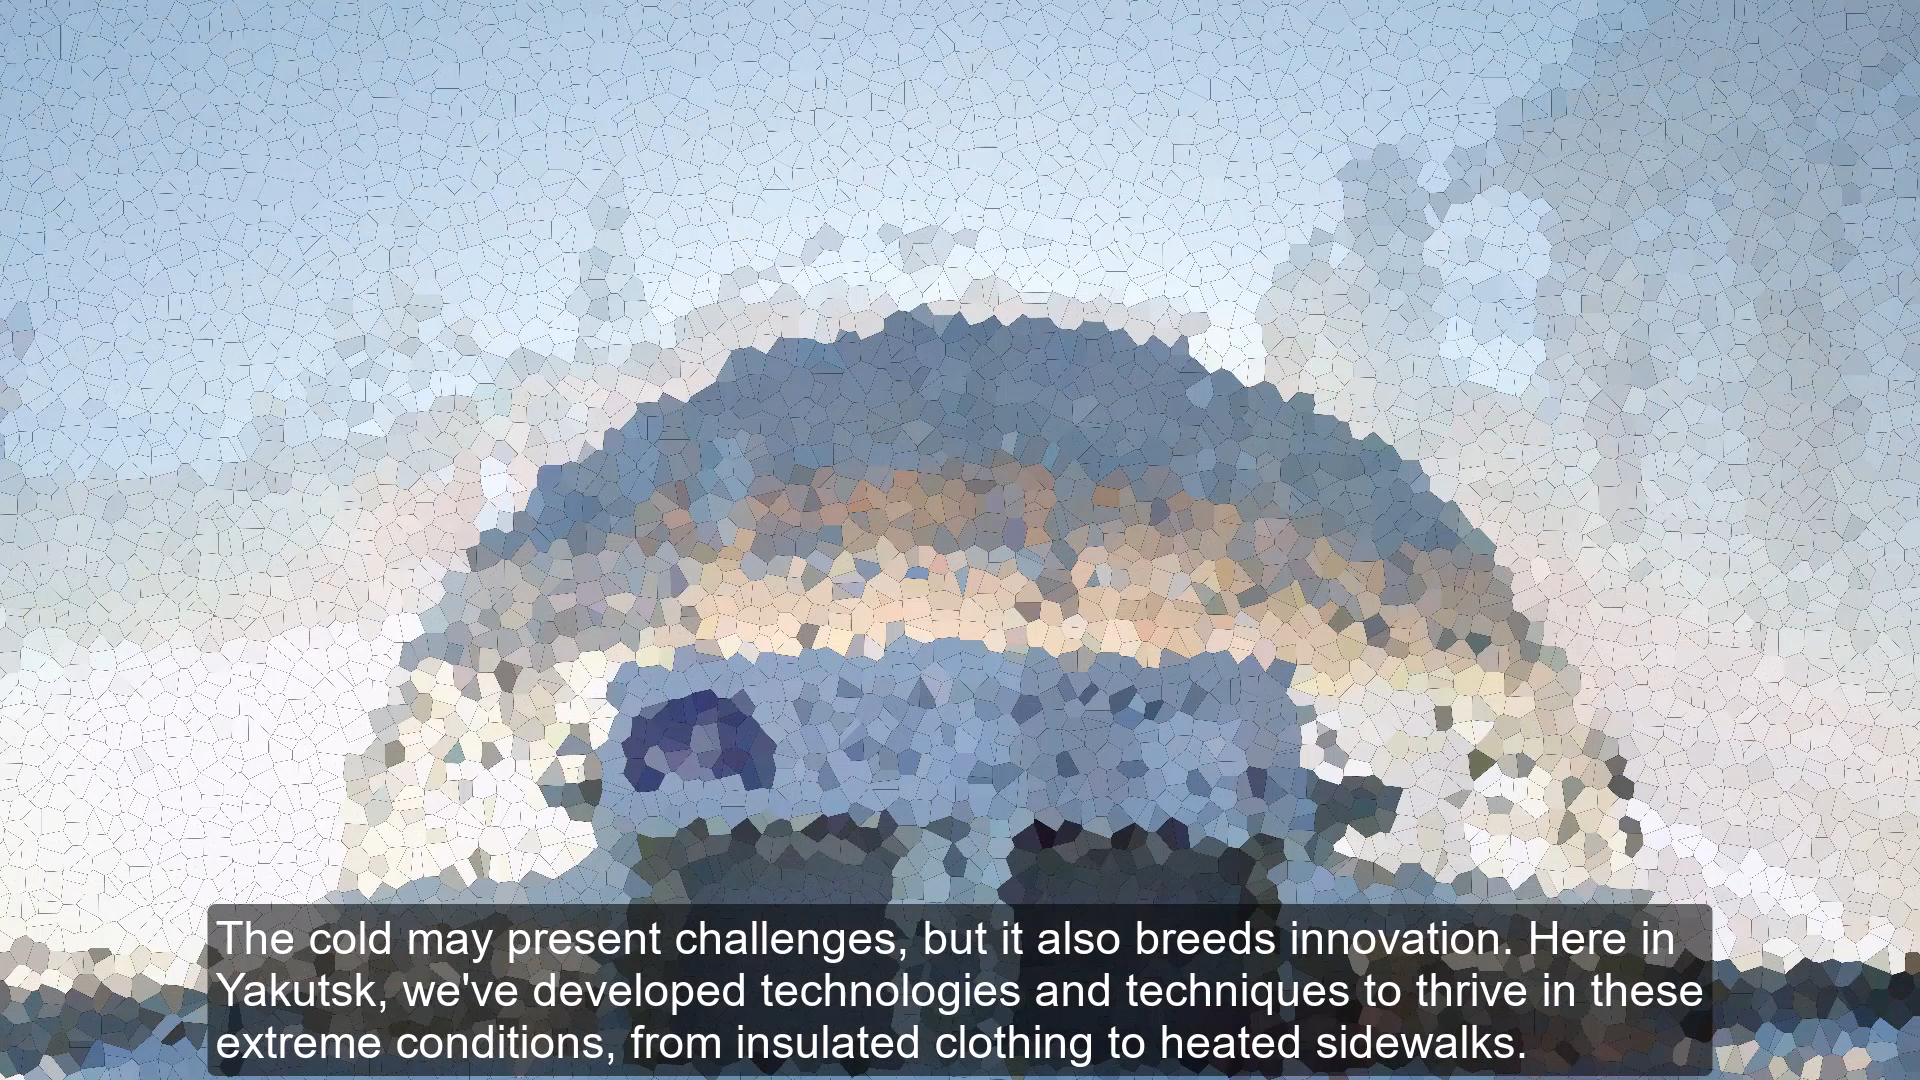 The cold may present challenges, but it also breeds innovation. Here in
Yakutsk, we've developed technologies and techniques to thrive in these
extreme conditions, from insulated clothing to heated sidewalks.